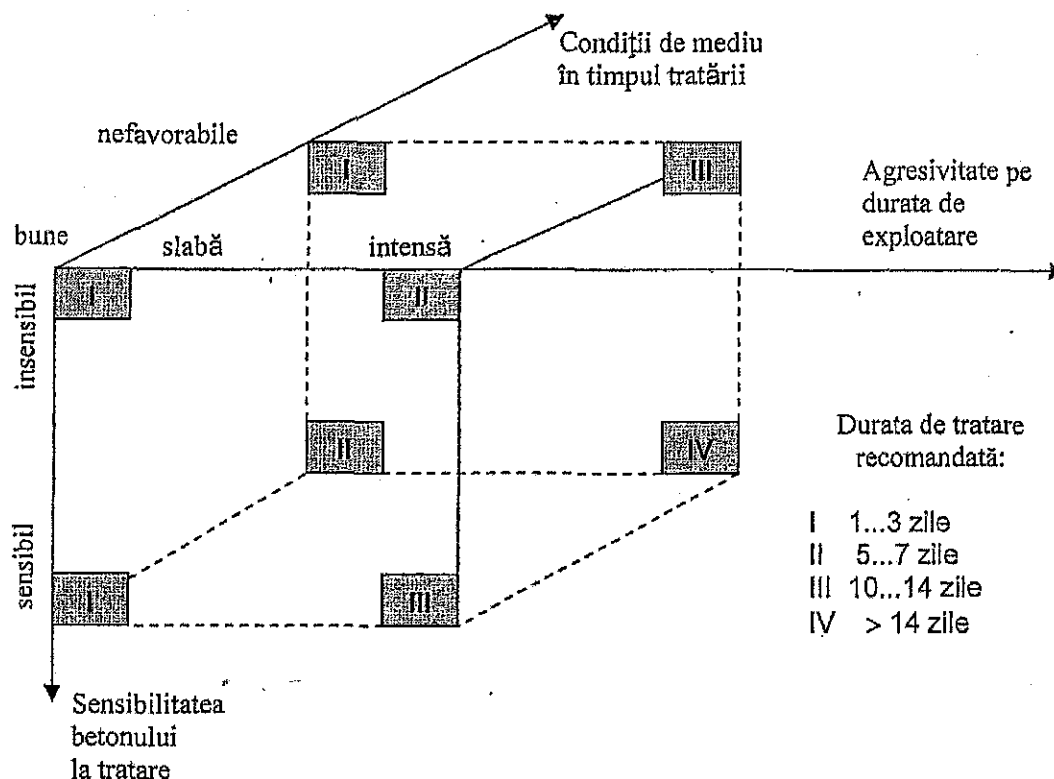 Condiții de mediu
în timpul tratării
nefavorabile
I
III
Agresivitate pe
durata de
exploatare
bune
slabă
intensă
I
II
insensibil
II
IV
Durata de tratare
recomandată:
I 1...3 zile
II 5...7 zile
III 10...14 zile
IV > 14 zile
sensibil
I
III
Sensibilitatea
betonului
la tratare